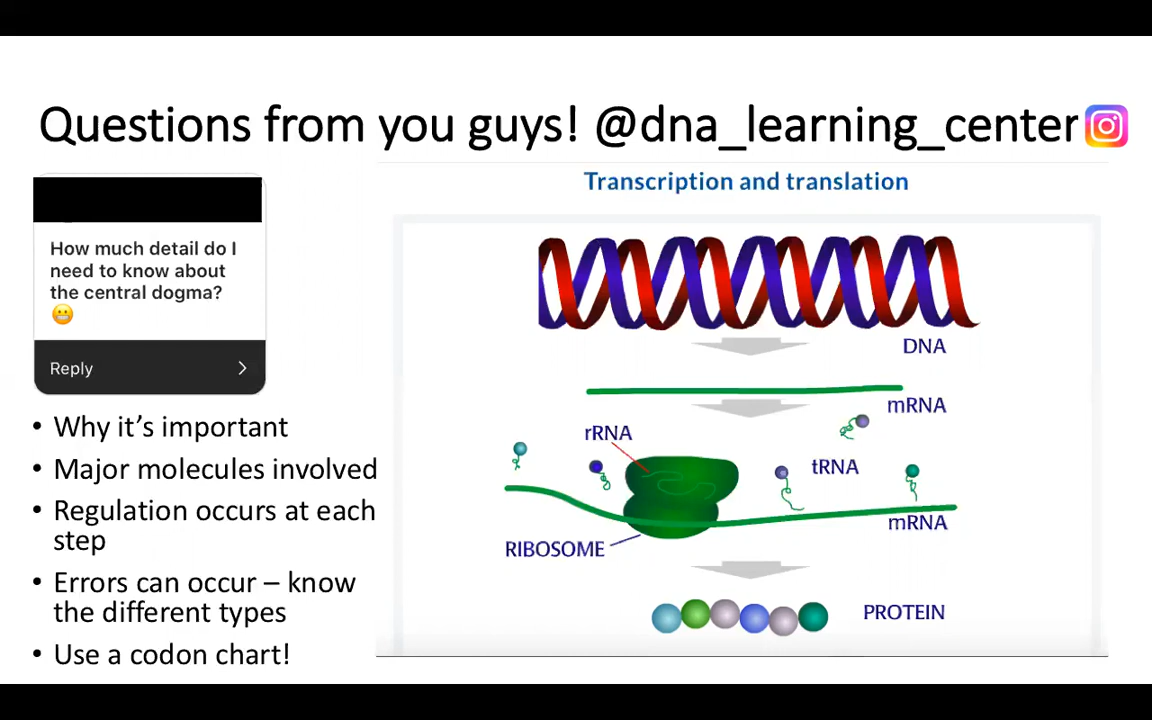 Questions from you guys! @dna_learning_center
How much detail do I
need to know about
the central dogma?
😬
Reply
• Why it’s important
• Major molecules involved
• Regulation occurs at each
step
• Errors can occur – know
the different types
• Use a codon chart!
Transcription and translation
DNA
mRNA
rRNA
tRNA
mRNA
RIBOSOME
PROTEIN